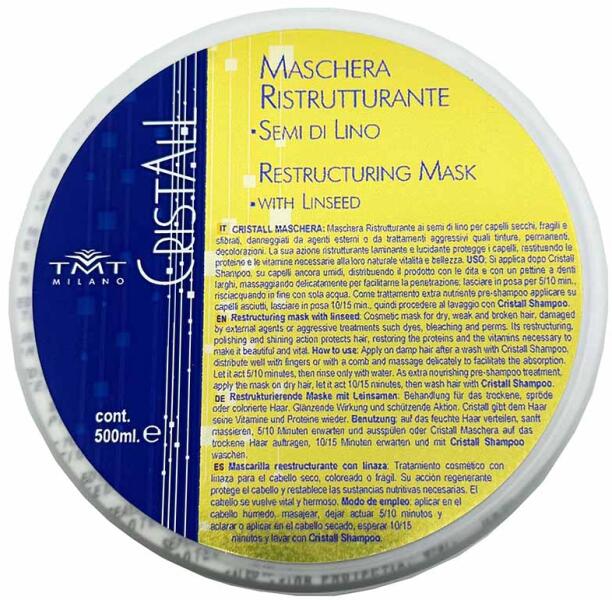 MASCHERA
RISTRUTTURANTE
• SEMI DI LINO
RESTRUCTURING MASK
• WITH LINSEED
CRISTALL
TMT
MILANO
cont.
500ml. e
IT CRISTALL MASCHERA: Maschera Ristrutturante ai semi di lino per capelli secchi, fragili e
sfibrati, danneggiati da agenti esterni o da trattamenti aggressivi quali tinture, permanenti,
decolorazioni. La sua azione ristrutturante laminante e lucidante protegge i capelli, restituendo le
proteine e le vitamine necessarie alla loro naturale vitalità e bellezza. USO: Si applica dopo Cristall
Shampoo, su capelli ancora umidi, distribuendo il prodotto con le dita e con un pettine a denti
larghi, massaggiando delicatamente per facilitarne la penetrazione; lasciare in posa per 5/10 min.,
risciacquando in fine con sola acqua. Come trattamento extra nutriente pre-shampoo applicare su
capelli asciutti, lasciare in posa 10/15 min., quindi procedere al lavaggio con Cristall Shampoo.
EN Restructuring mask with linseed: Cosmetic mask for dry, weak and broken hair, damaged
by external agents or aggressive treatments such dyes, bleaching and perms. Its restructuring,
polishing and shining action protects hair, restoring the proteins and the vitamins necessary to
make it beautiful and vital. How to use: Apply on damp hair after a wash with Cristall Shampoo,
distribute well with fingers or with a comb and massage delicately to facilitate the absorption.
Let it act 5/10 minutes, then rinse only with water. As extra nourishing pre-shampoo treatment,
apply the mask on dry hair, let it act 10/15 minutes, then wash hair with Cristall Shampoo.
DE Restrukturierende Maske mit Leinsamen: Behandlung für das trockene, spröde
oder colorierte Haar. Glänzende Wirkung und schützende Aktion. Cristall gibt dem Haar
seine Vitamine und Proteine wieder. Benutzung: auf das feuchte Haar verteilen, sanft
massieren, 5/10 Minuten erwarten und ausspülen oder Cristall Maschera auf das
trockene Haar auftragen, 10/15 Minuten erwarten und mit Cristall Shampoo
waschen.
ES Mascarilla reestructurante con linaza: Tratamiento cosmético con
linaza para el cabello seco, coloreado o frágil. Su acción regenerante
protege el cabello y restablece las sustancias nutritivas necesarias. El
cabello se vuelve vital y hermoso. Modo de empleo: aplicar en el
cabello húmedo, masajear, dejar actuar 5/10 minutos y
aclarar o aplicar en el cabello secado, esperar 10/15
minutos y lavar con Cristall Shampoo.